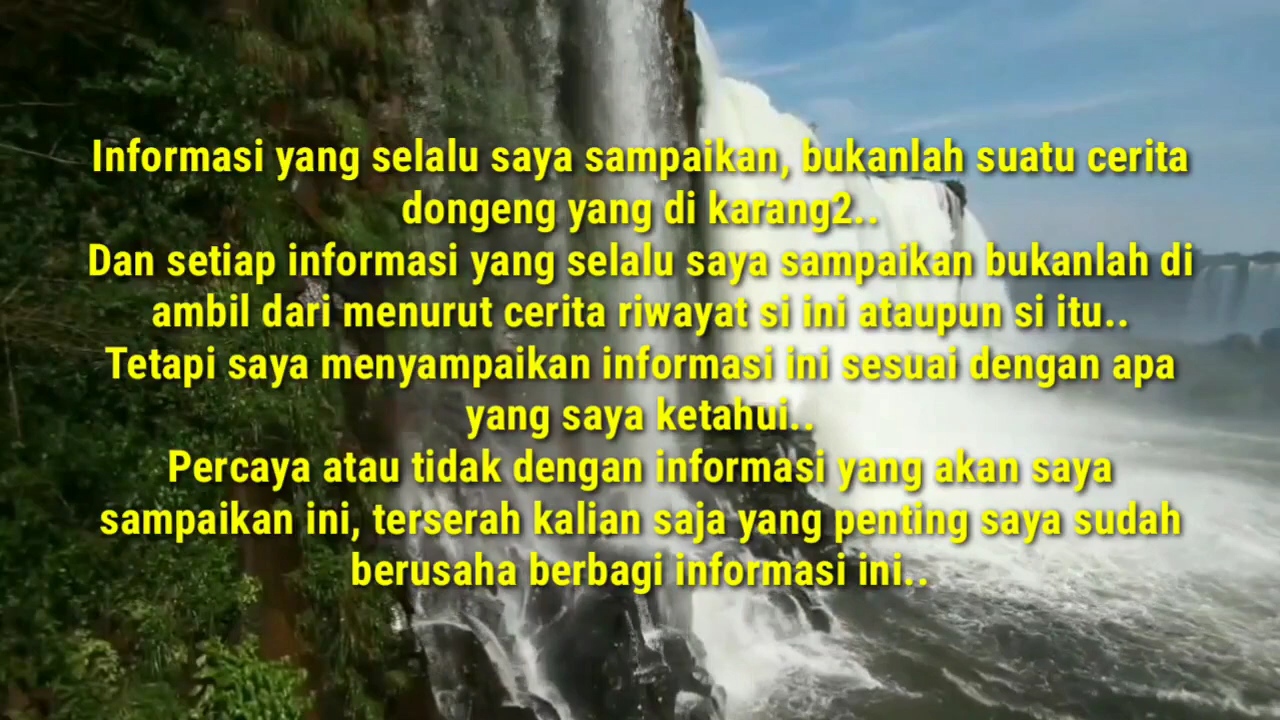 Informasi yang selalu saya sampaikan, bukanlah suatu cerita
dongeng yang di karang2..
Dan setiap informasi yang selalu saya sampaikan bukanlah di
ambil dari menurut cerita riwayat si ini ataupun si itu..
Tetapi saya menyampaikan informasi ini sesuai dengan apa
yang saya ketahui..
Percaya atau tidak dengan informasi yang akan saya
sampaikan ini, terserah kalian saja yang penting saya sudah
berusaha berbagi informasi ini..